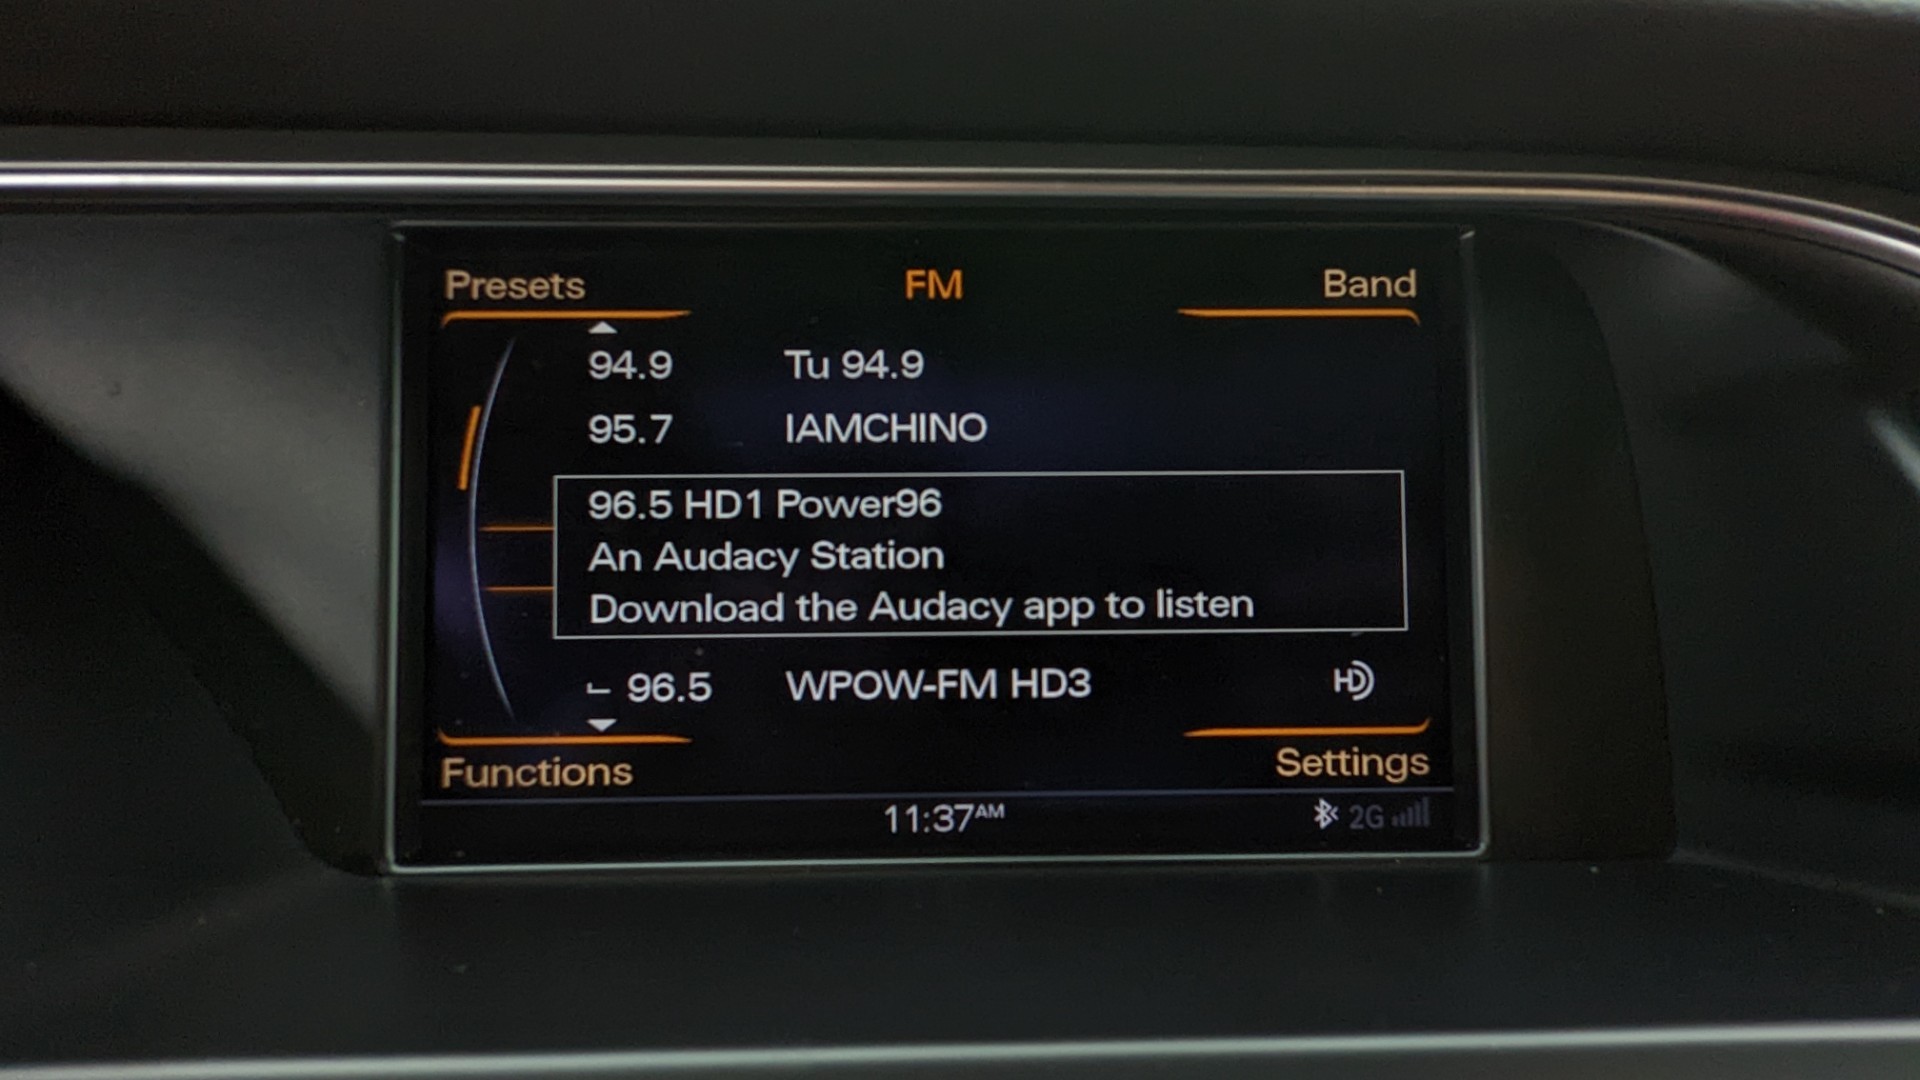 Presets FM Band
94.9 Tu 94.9
95.7 IAMCHINO
96.5 HD1 Power96
An Audacy Station
Download the Audacy app to listen
96.5 WPOW-FM HD3 HD
Functions Settings
11:37AM 2G